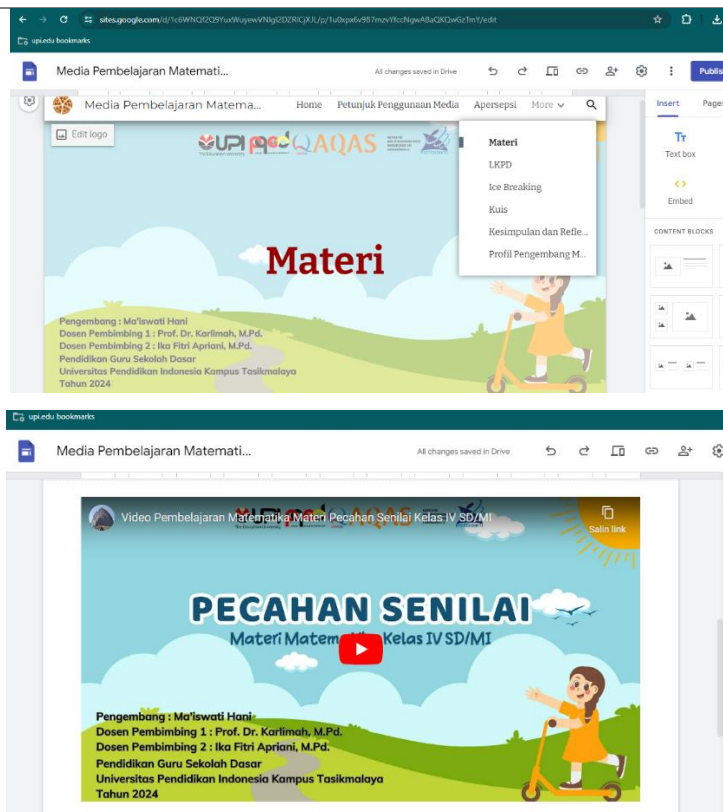 sites.google.com/d/1c6WNQf2Q9YuxWuyewVNlgI2DZRiCjXJL/p/1u0xpx6v987mzvYfccNgwABaQKQwGzTmY/edit
upi.edu bookmarks
Media Pembelajaran Matemati...
All changes saved in Drive
Publis
Media Pembelajaran Matema...
Home
Petunjuk Penggunaan Media
Apersepsi
More
Insert
Pages
Edit logo
UPI
AQAS
Materi
LKPD
Ice Breaking
Kuis
Kesimpulan dan Refle...
Profil Pengembang M...
Tт
Text box
Embed
CONTENT BLOCKS
Materi
Pengembang : Ma'iswati Hani
Dosen Pembimbing 1 : Prof. Dr. Karlimah, M.Pd.
Dosen Pembimbing 2 : Ika Fitri Apriani, M.Pd.
Pendidikan Guru Sekolah Dasar
Universitas Pendidikan Indonesia Kampus Tasikmalaya
Tahun 2024
upi.edu bookmarks
Media Pembelajaran Matemati...
All changes saved in Drive
Video Pembelajaran Matematika Materi Pecahan Senilai Kelas IV SD/MI
Salin link
PECAHAN SENILAI
Materi Matem Kelas IV SD/MI
Pengembang : Ma'iswati Hani
Dosen Pembimbing 1 : Prof. Dr. Karlimah, M.Pd.
Dosen Pembimbing 2 : Ika Fitri Apriani, M.Pd.
Pendidikan Guru Sekolah Dasar
Universitas Pendidikan Indonesia Kampus Tasikmalaya
Tahun 2024